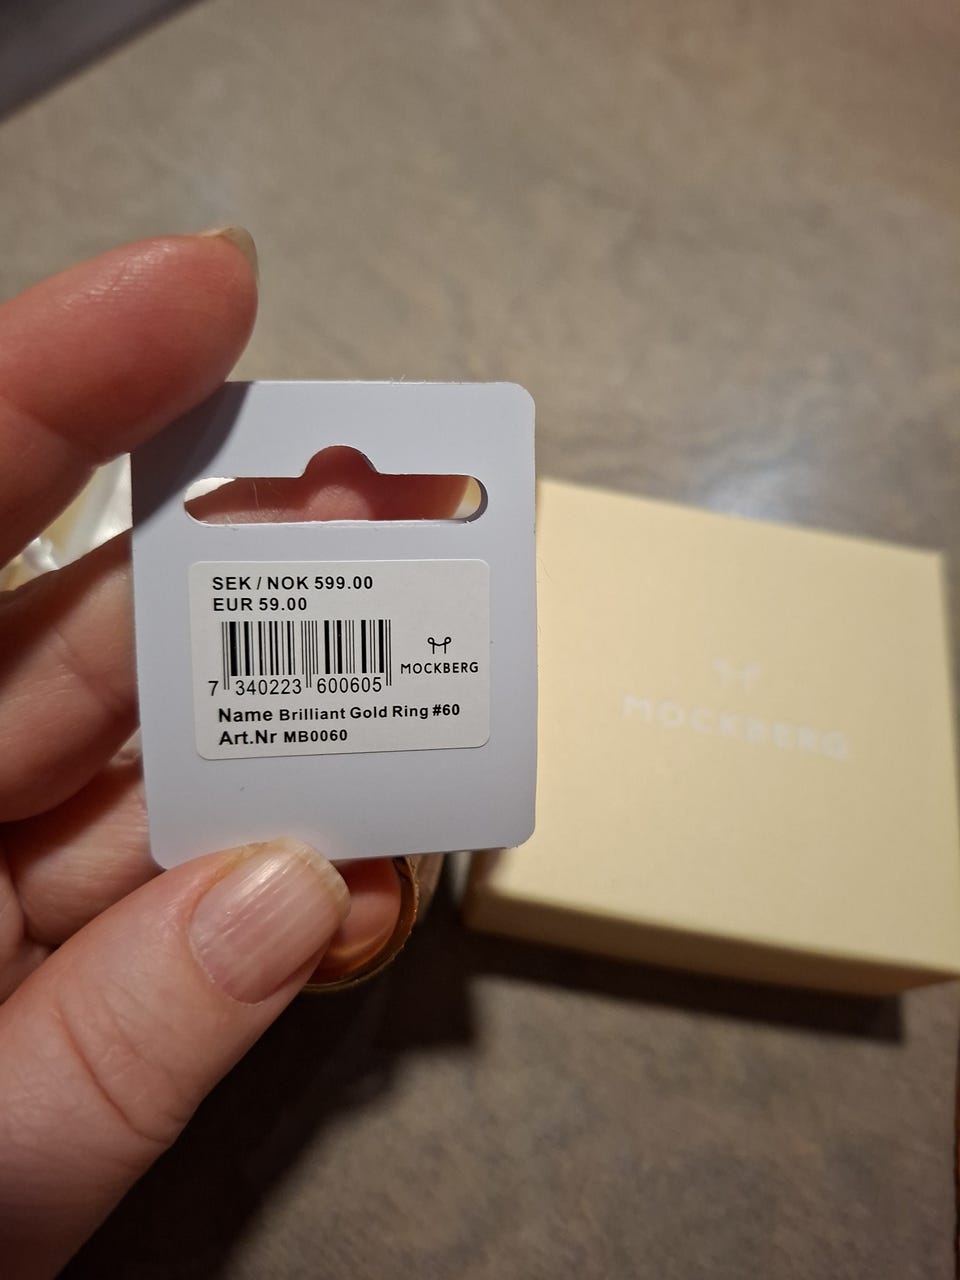 SEK / NOK 599.00
EUR 59.00
7 340223 600605
MOCKBERG
Name Brilliant Gold Ring #60
Art.Nr MB0060
MOCKBERG